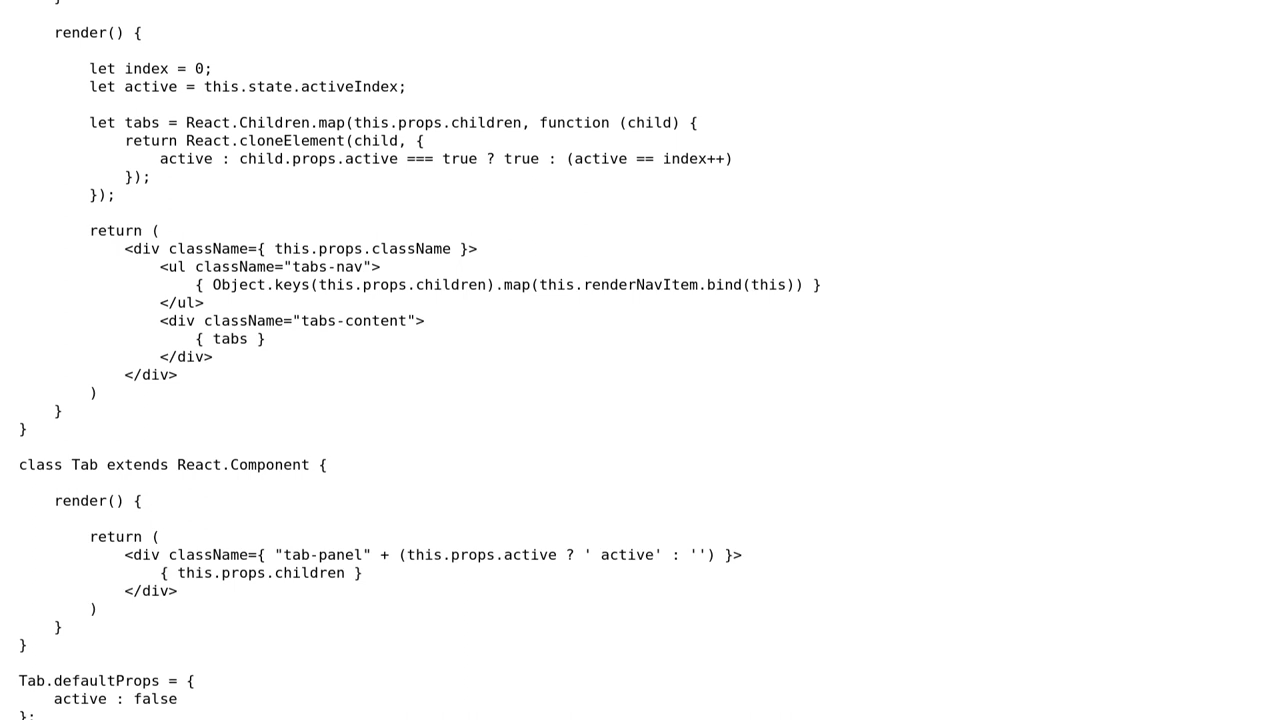 }
render() {
let index = 0;
let active = this.state.activeIndex;
let tabs = React.Children.map(this.props.children, function (child) {
return React.cloneElement(child, {
active : child.props.active === true ? true : (active == index++)
});
});
return (
<div className={ this.props.className }>
<ul className="tabs-nav">
{ Object.keys(this.props.children).map(this.renderNavItem.bind(this)) }
</ul>
<div className="tabs-content">
{ tabs }
</div>
</div>
)
}
}
class Tab extends React.Component {
render() {
return (
<div className={ "tab-panel" + (this.props.active ? ' active' : '') }>
{ this.props.children }
</div>
)
}
}
Tab.defaultProps = {
active : false
};